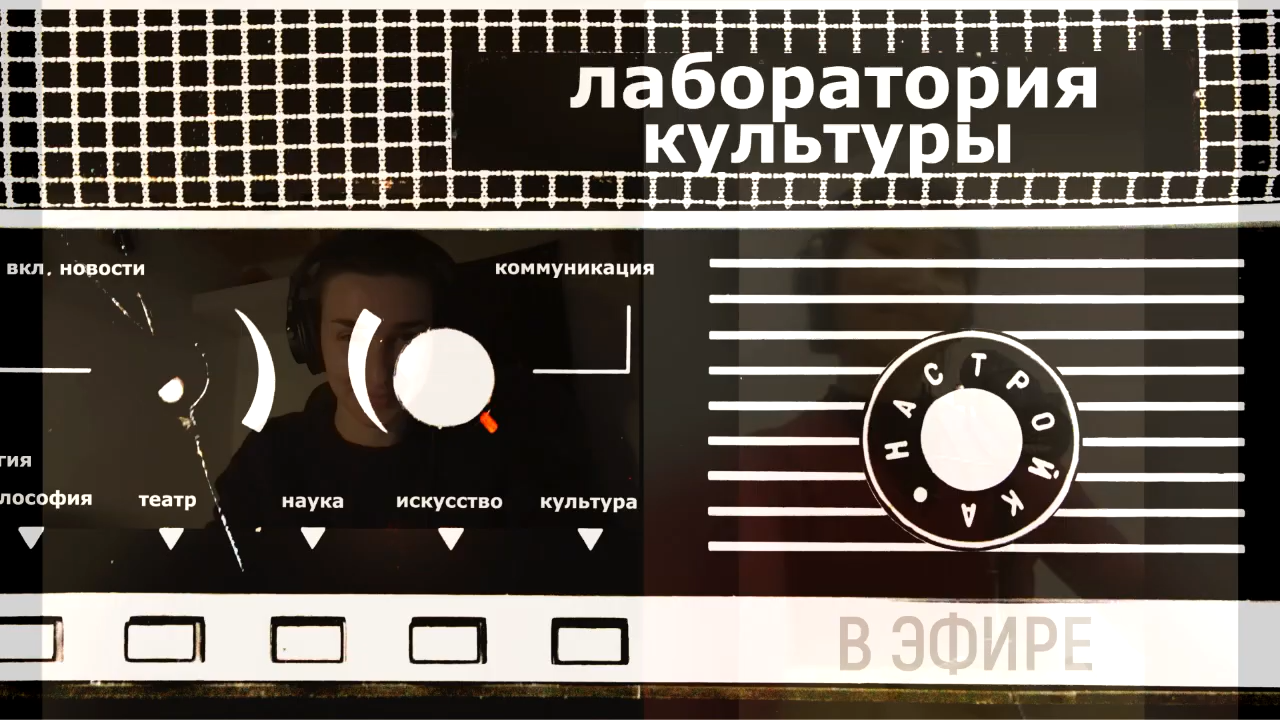 лаборатория
культуры
вкл. новости
коммуникация
НАСТРОЙКА
гия
лософия
театр
наука
искусство
культура
В ЭФИРЕ